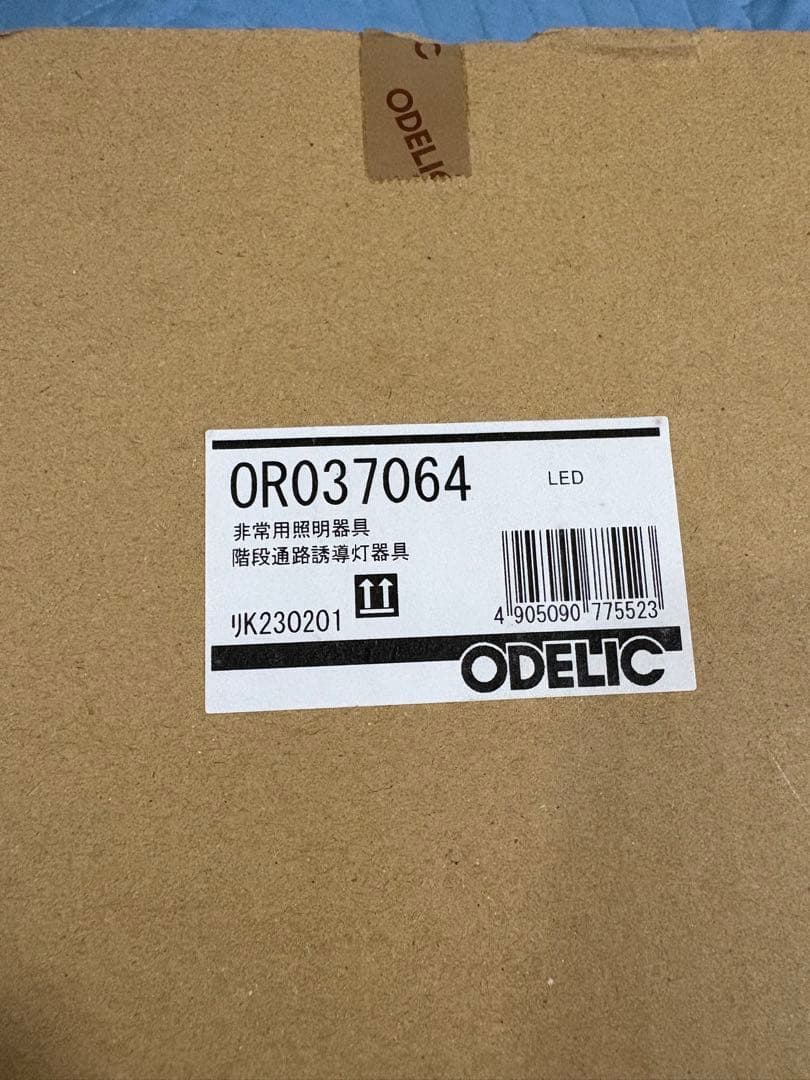 ODELIC
OR037064 LED
非常用照明器具
階段通路誘導灯器具
リK230201
4 905090 775523
ODELIC